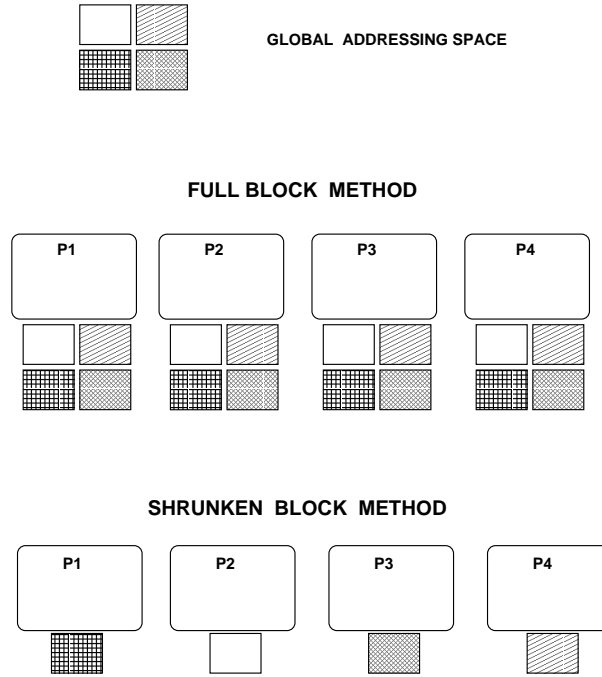 GLOBAL ADDRESSING SPACE
FULL BLOCK METHOD
P1 P2 P3 P4
SHRUNKEN BLOCK METHOD
P1 P2 P3 P4